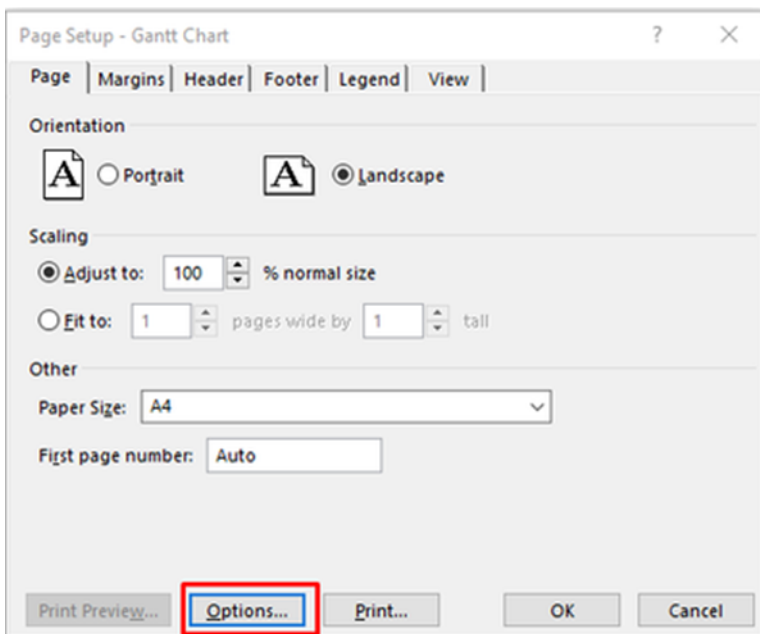 Page Setup - Gantt Chart ? ×
Page Margins Header Footer Legend View
Orientation
A Portrait A Landscape
Scaling
Adjust to: 100 % normal size
Fit to: 1 pages wide by 1 tall
Other
Paper Size: A4
First page number: Auto
Print Preview... Options... Print... OK Cancel